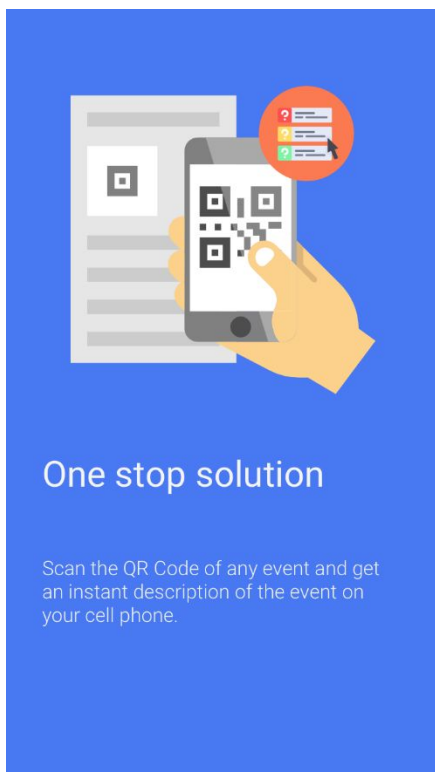 ?
?
?
One stop solution
Scan the QR Code of any event and get
an instant description of the event on
your cell phone.